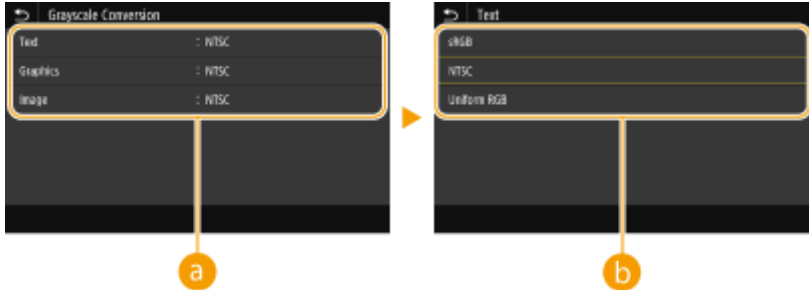 Grayscale Conversion
Text : NTSC
Graphics : NTSC
Image : NTSC
a
Text
sRGB
NTSC
Uniform RGB
b